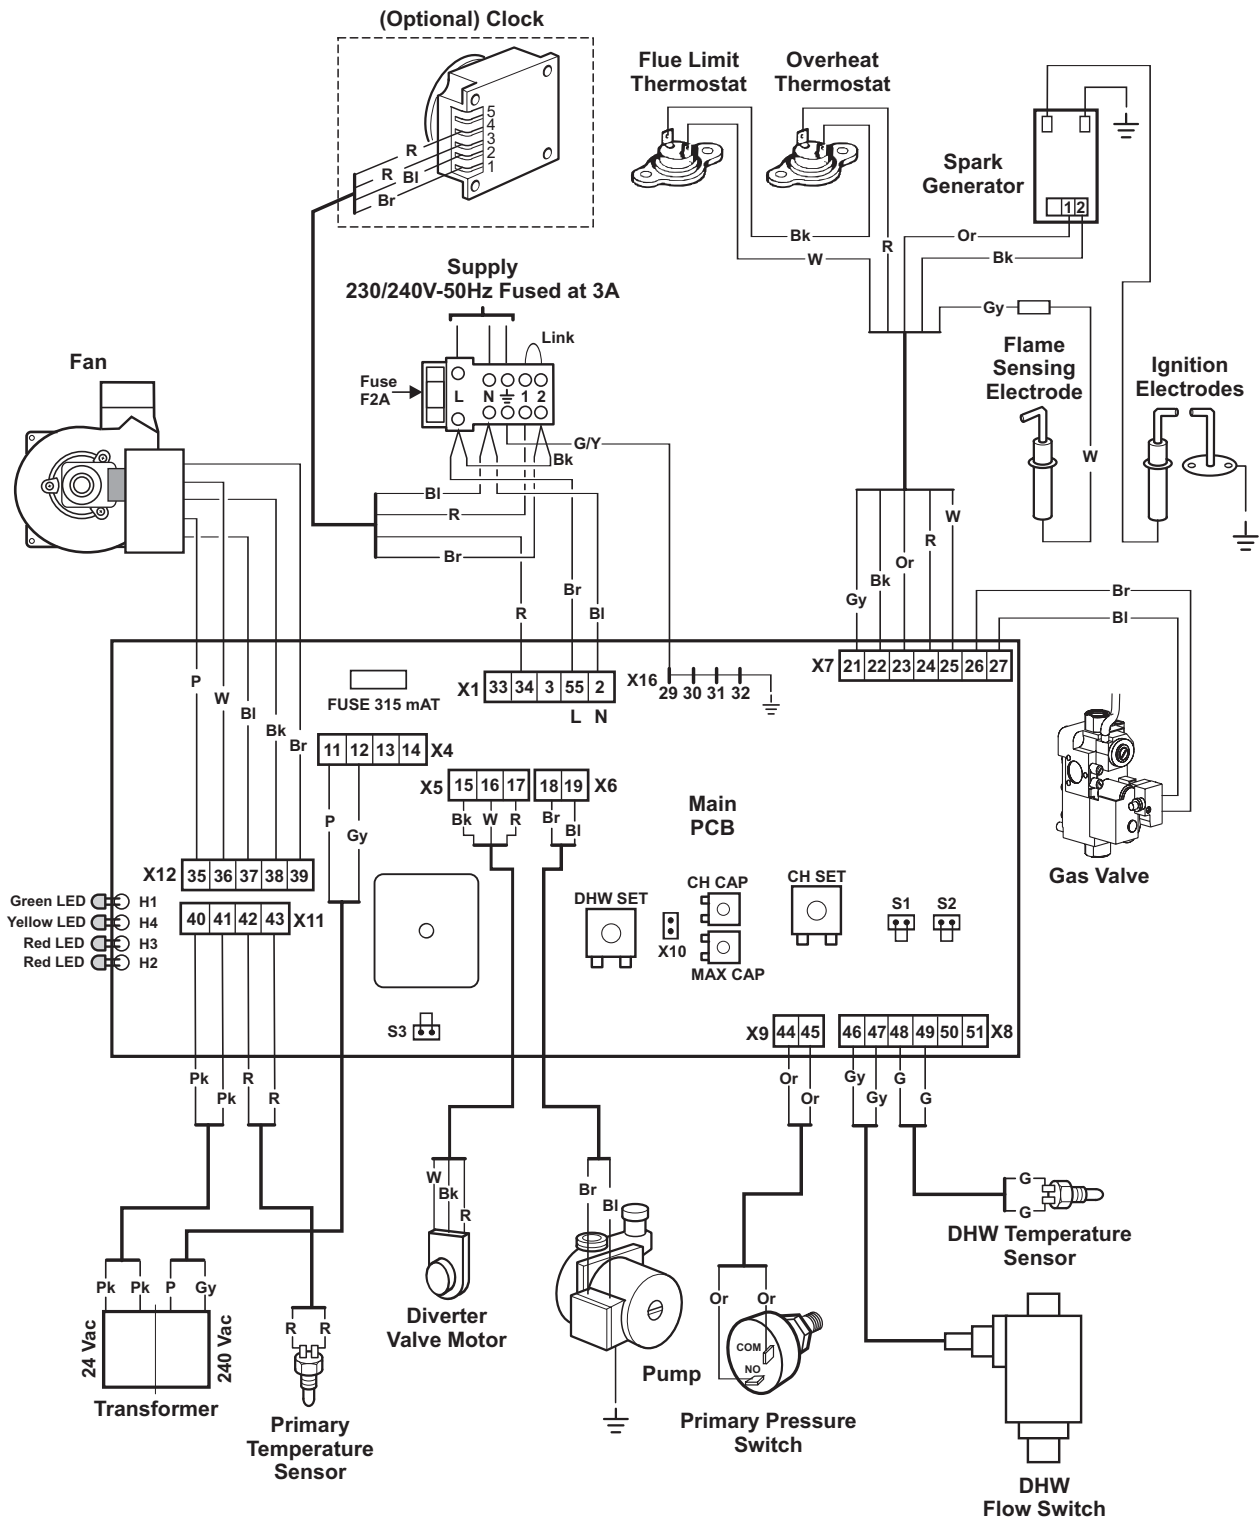 (Optional) Clock
5
4
3
2
1
R
R Bl
Br
Flue Limit
Thermostat
Overheat
Thermostat
Spark
Generator
1 2
Bk
W
R
Or
Bk
Gy
Supply
230/240V-50Hz Fused at 3A
Link
Fuse
F2A
L N 1 2
G/Y
Bk
Bl
R
Br
Fan
Flame
Sensing
Electrode
W
Ignition
Electrodes
R
Br
Bl
Gy
Bk
Or
R
W
Br
Bl
P
W
Bl
Bk
Br
FUSE 315 mAT
X1 33 34 3 55 2
L N
X16
29 30 31 32
X7 21 22 23 24 25 26 27
11 12 13 14 X4
P
Gy
X5 15 16 17
Bk W R
18 19 X6
Br
Bl
Main
PCB
Gas Valve
X12 35 36 37 38 39
40 41 42 43 X11
Green LED H1
Yellow LED H4
Red LED H3
Red LED H2
DHW SET
X10
CH CAP
MAX CAP
CH SET
S1 S2
S3
X9 44 45
46 47 48 49 50 51 X8
Pk
Pk
R
R
Or
Or
Gy
Gy
G
G
W
Bk
R
Diverter
Valve Motor
Br
Bl
Pump
G
G
DHW Temperature
Sensor
Pk Pk P Gy
24 Vac
240 Vac
Transformer
R R
Primary
Temperature
Sensor
Or Or
COM
NO
Primary Pressure
Switch
DHW
Flow Switch